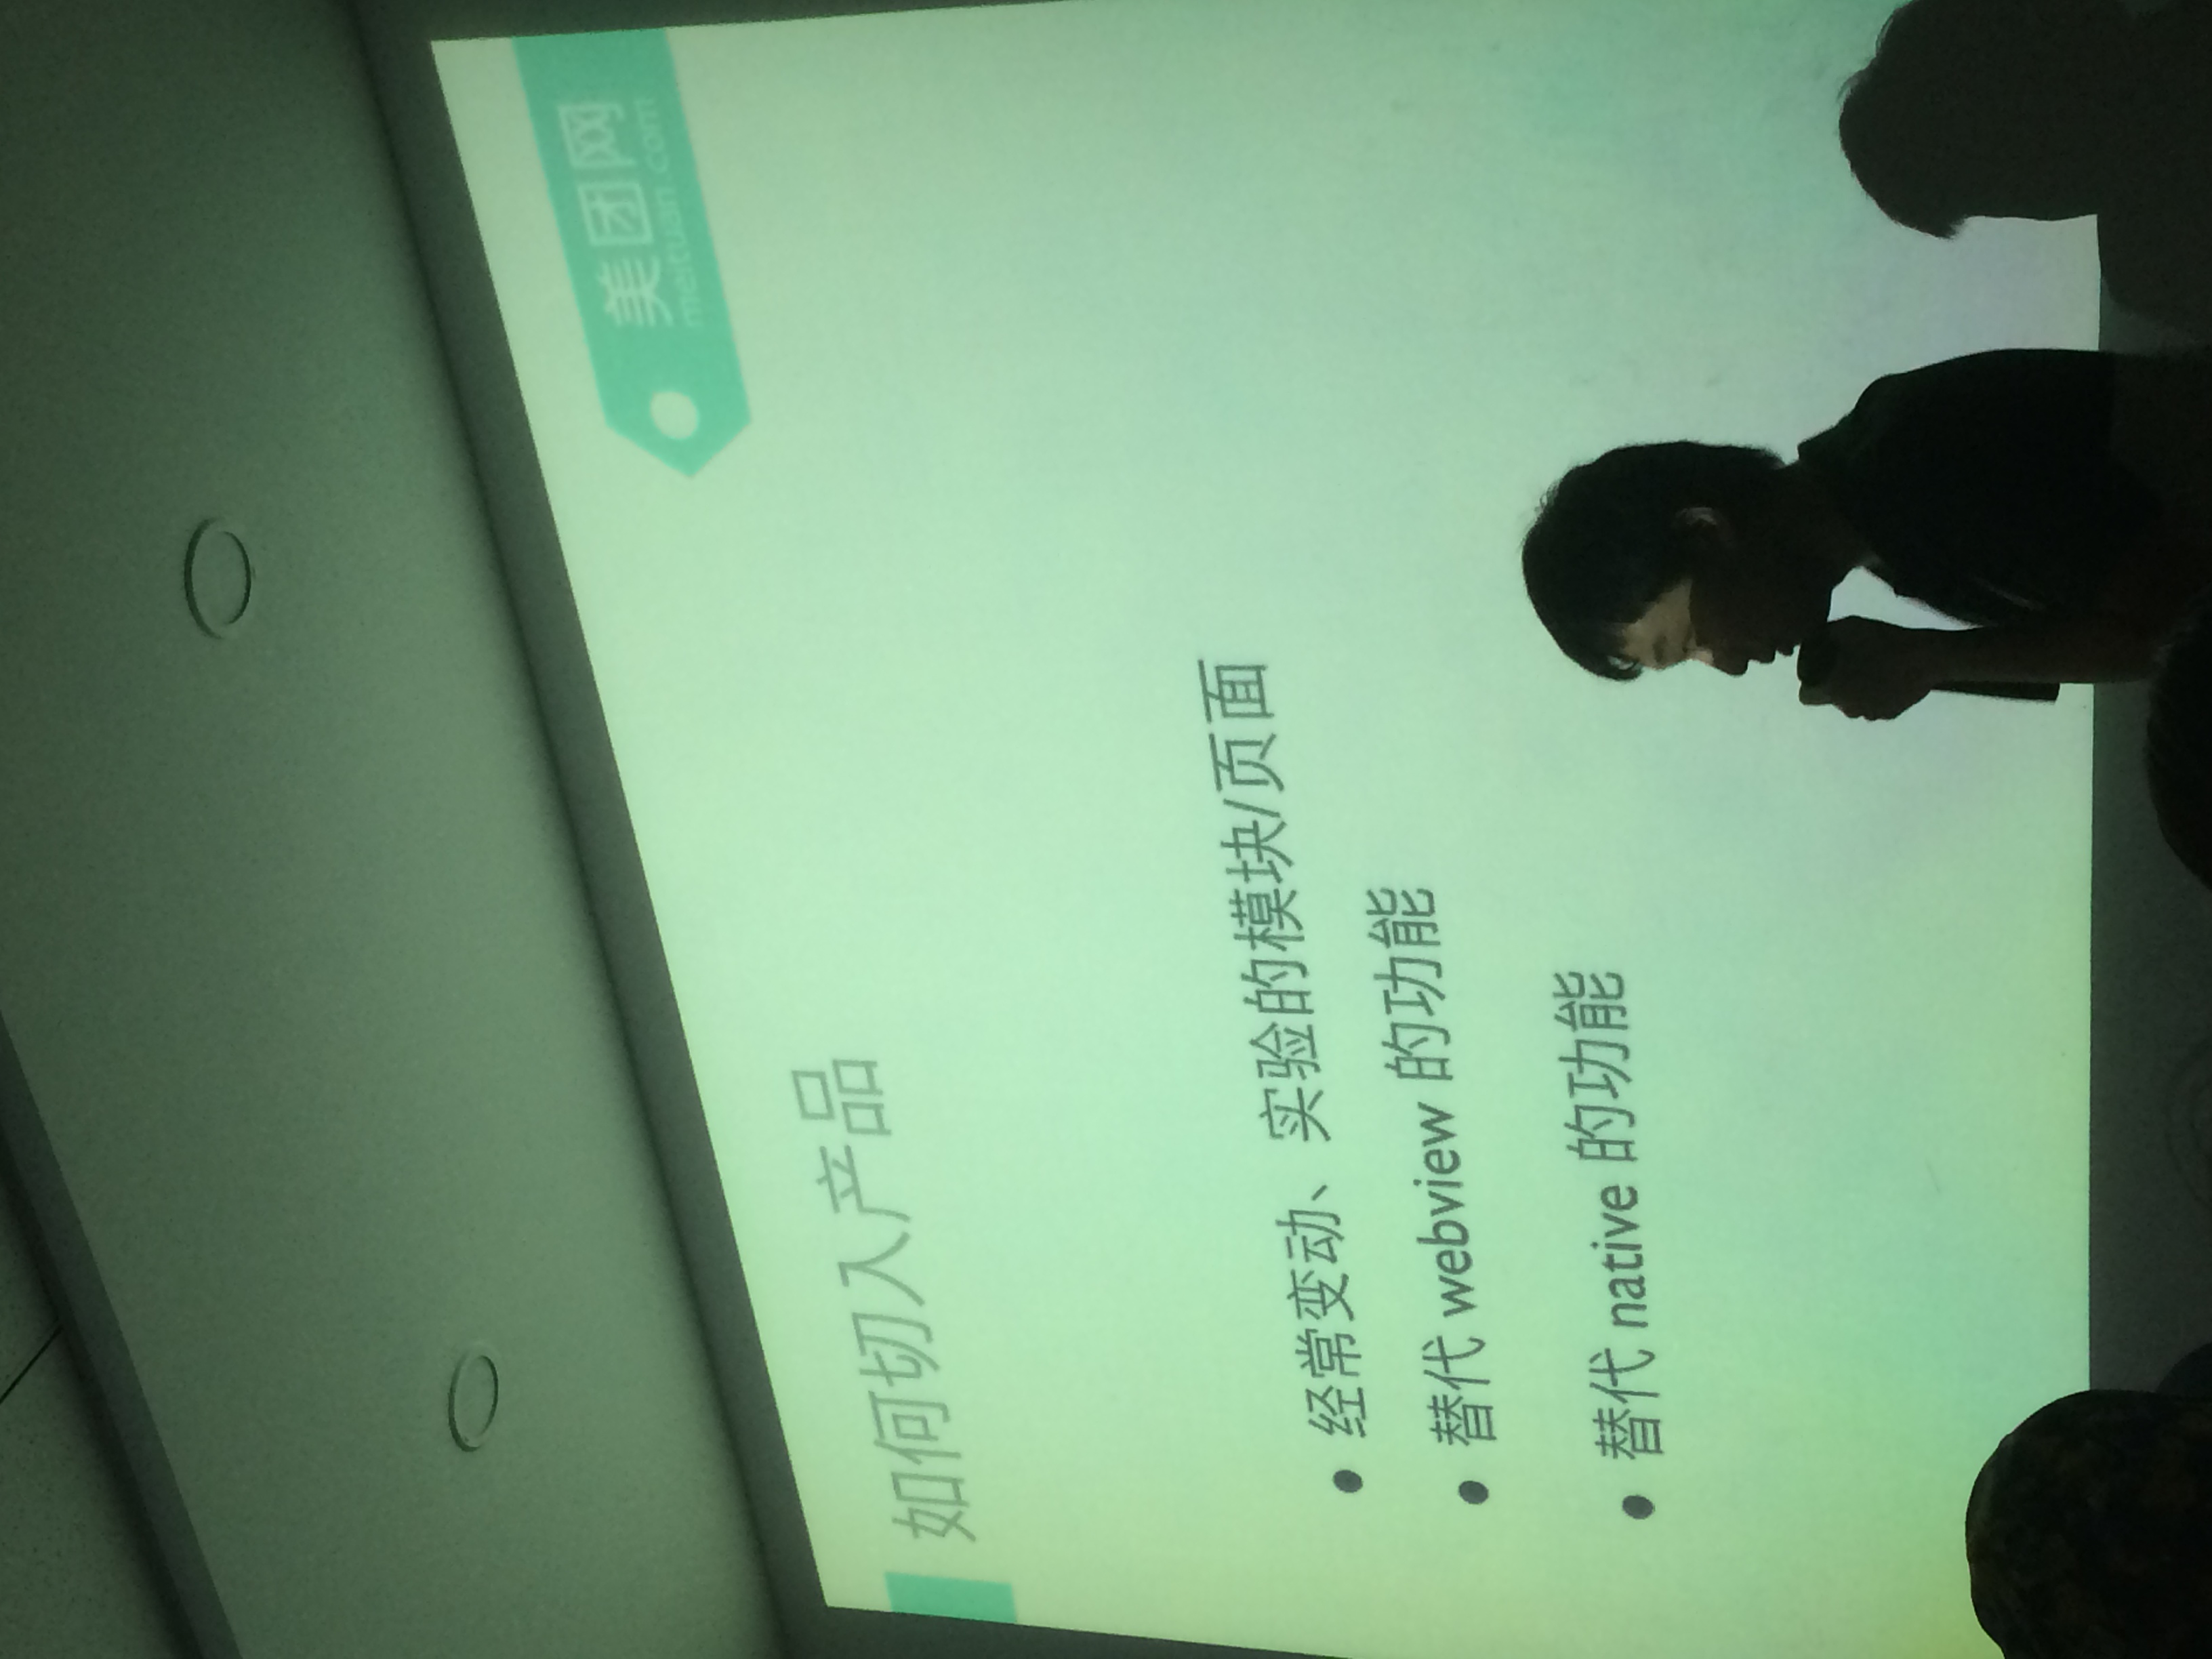 美团网
meituan.com
如何切入产品
经常变动、实验的模块/页面
替代 webview 的功能
替代 native 的功能